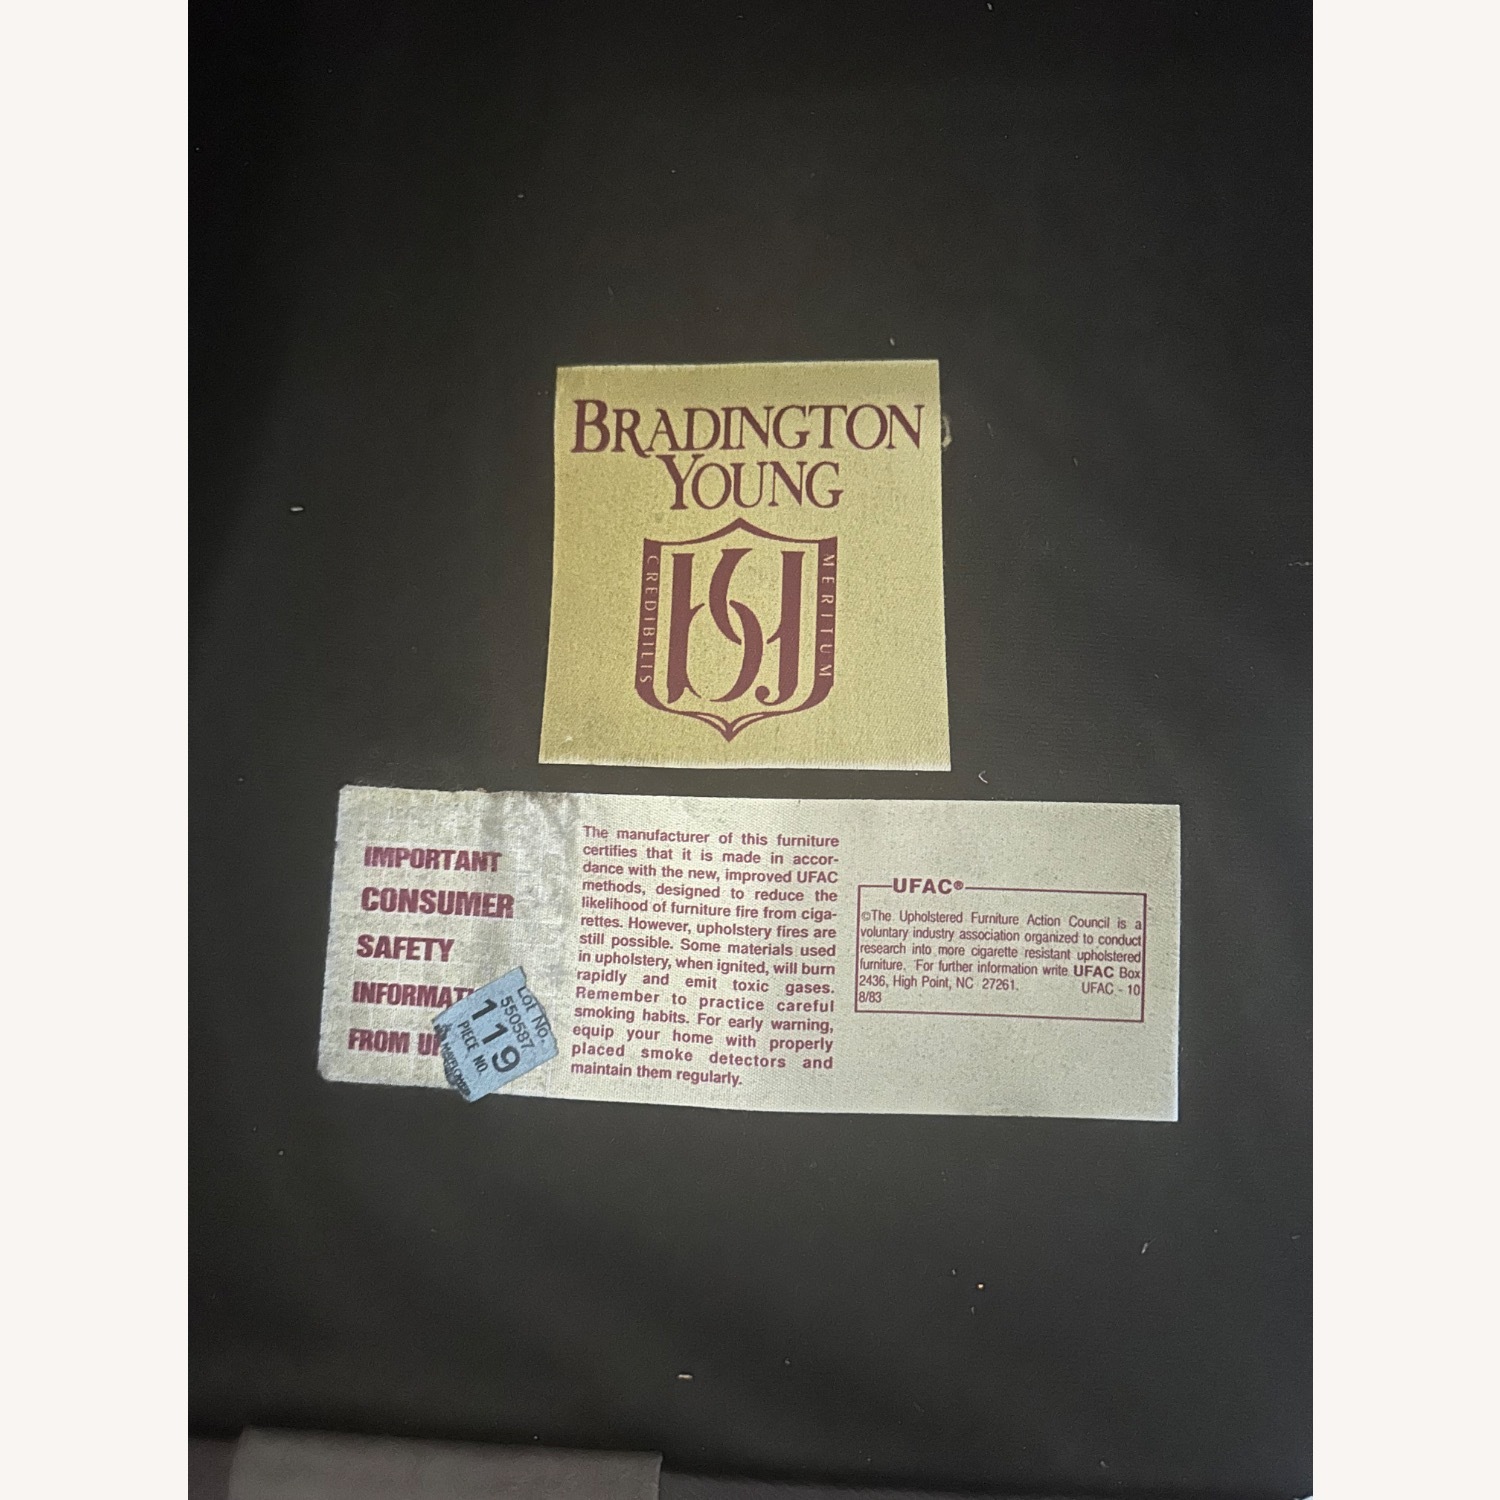 BRADINGTON
YOUNG
CREDIBILIS
MERITUM
IMPORTANT
CONSUMER
SAFETY
INFORMAT
FROM U
LOT NO.
550587
119
PIECE NO.
The manufacturer of this furniture
certifies that it is made in accor-
dance with the new, improved UFAC
methods, designed to reduce the
likelihood of furniture fire from ciga-
rettes. However, upholstery fires are
still possible. Some materials used
in upholstery, when ignited, will burn
rapidly and emit toxic gases.
Remember to practice careful
smoking habits. For early warning,
equip your home with properly
placed smoke detectors and
maintain them regularly.
UFAC®
©The Upholstered Furniture Action Council is a
voluntary industry association organized to conduct
research into more cigarette resistant upholstered
furniture. For further information write UFAC Box
2436, High Point, NC 27261. UFAC - 10
8/83